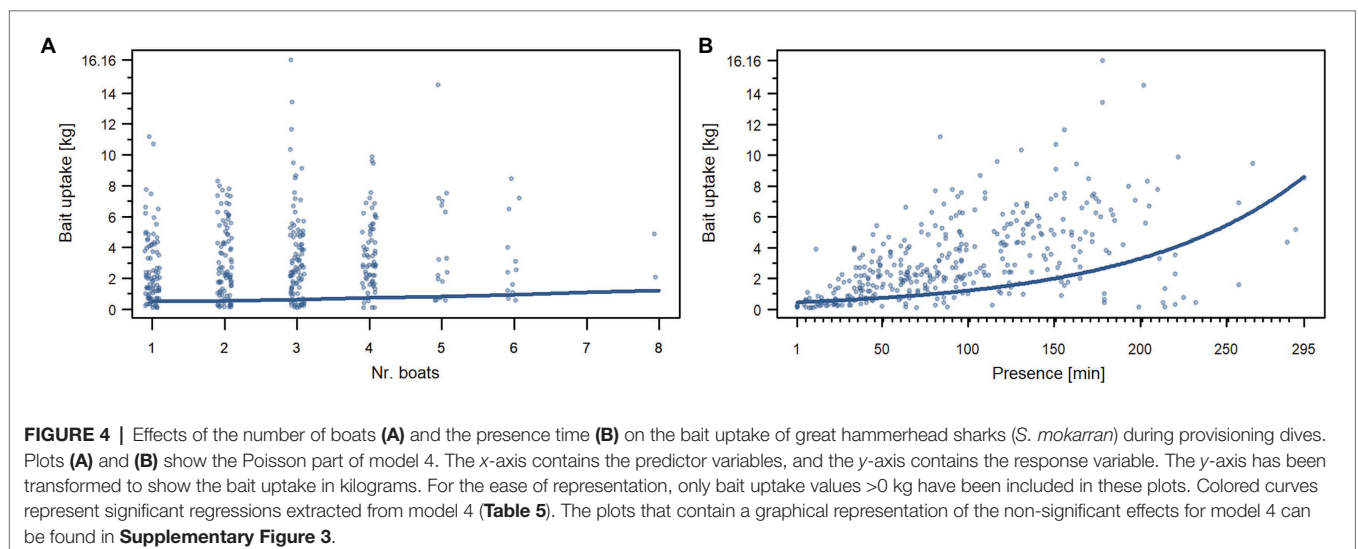 A
B
16.16
14
12
10
8
6
4
2
0
Bait uptake [kg]
1 2 3 4 5 6 7 8
Nr. boats
16.16
14
12
10
8
6
4
2
0
Bait uptake [kg]
1 50 100 150 200 250 295
Presence [min]
FIGURE 4 | Effects of the number of boats (A) and the presence time (B) on the bait uptake of great hammerhead sharks (S. mokarran) during provisioning dives.
Plots (A) and (B) show the Poisson part of model 4. The x-axis contains the predictor variables, and the y-axis contains the response variable. The y-axis has been
transformed to show the bait uptake in kilograms. For the ease of representation, only bait uptake values >0 kg have been included in these plots. Colored curves
represent significant regressions extracted from model 4 (Table 5). The plots that contain a graphical representation of the non-significant effects for model 4 can
be found in Supplementary Figure 3.